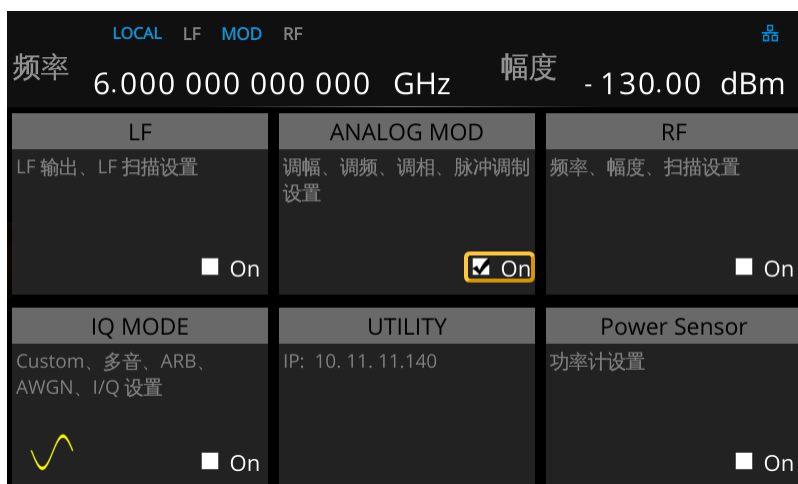 LOCAL LF MOD RF
频率 6.000 000 000 000 GHz 幅度 - 130.00 dBm
LF ANALOG MOD RF
LF 输出、LF 扫描设置
调幅、调频、调相、脉冲调制
设置
频率、幅度、扫描设置
On
On
On
IQ MODE UTILITY Power Sensor
Custom、多音、ARB、
AWGN、I/Q 设置
IP: 10. 11. 11.140
功率计设置
On
On